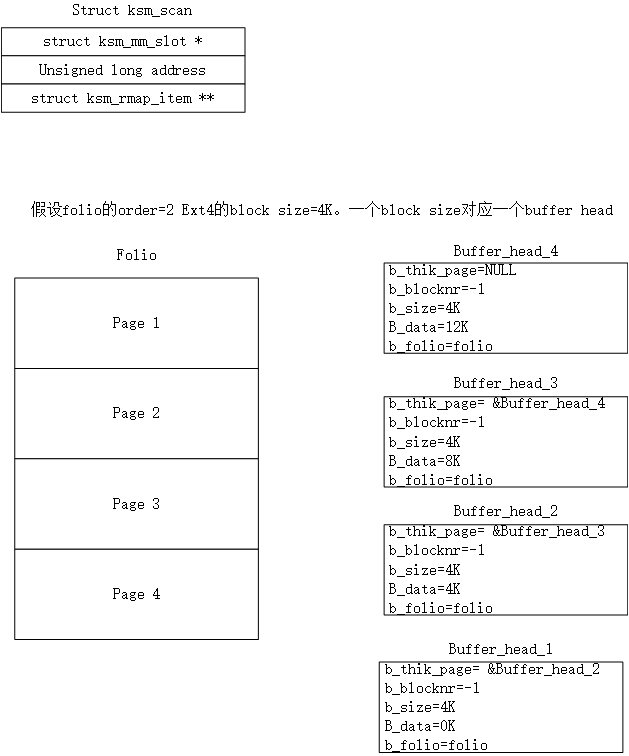 Struct ksm_scan
struct ksm_mm_slot *
Unsigned long address
struct ksm_rmap_item **
假设folio的order=2 Ext4的block size=4K。一个block size对应一个buffer head
Folio
Page 1
Page 2
Page 3
Page 4
Buffer_head_4
b_thik_page=NULL
b_blocknr=-1
b_size=4K
B_data=12K
b_folio=folio
Buffer_head_3
b_thik_page= &Buffer_head_4
b_blocknr=-1
b_size=4K
B_data=8K
b_folio=folio
Buffer_head_2
b_thik_page= &Buffer_head_3
b_blocknr=-1
b_size=4K
B_data=4K
b_folio=folio
Buffer_head_1
b_thik_page= &Buffer_head_2
b_blocknr=-1
b_size=4K
B_data=0K
b_folio=folio